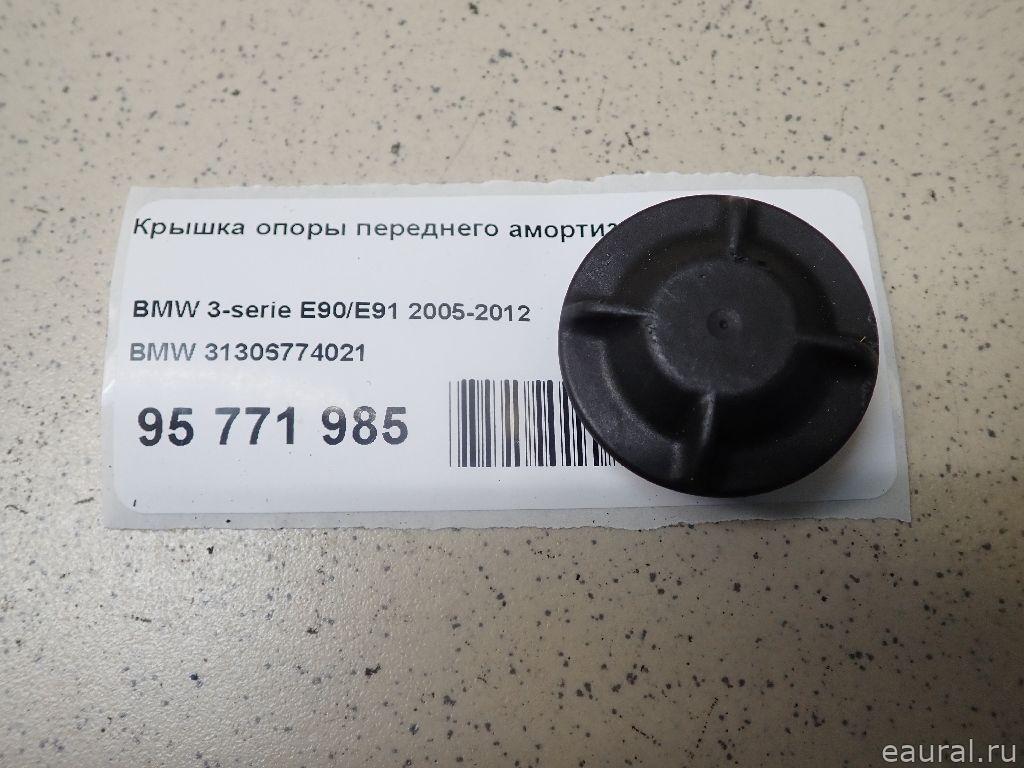 Крышка опоры переднего амортиз
BMW 3-serie E90/E91 2005-2012
BMW 31306774021
95 771 985
eaural.ru